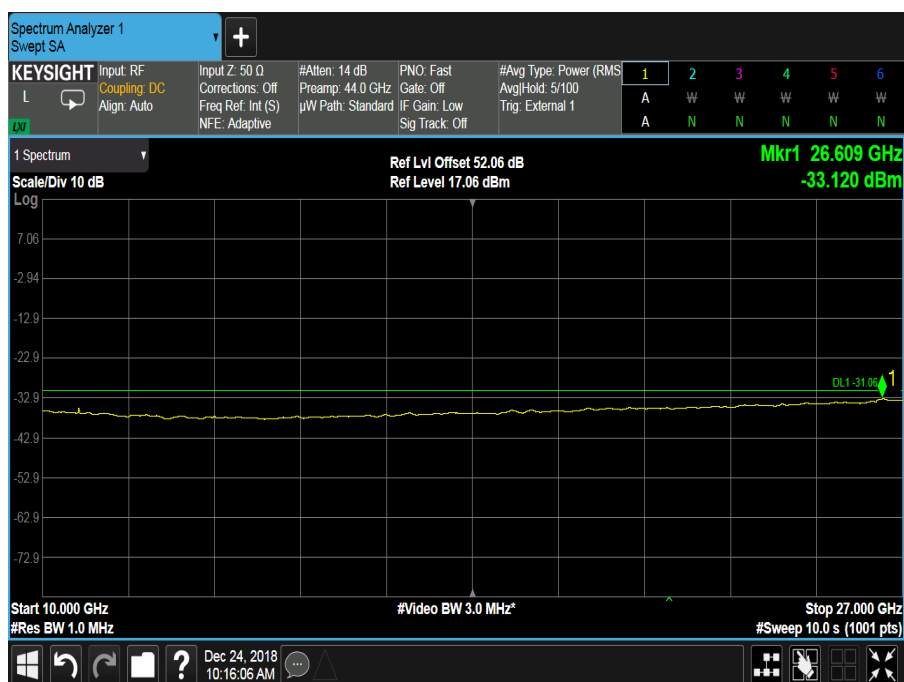 Spectrum Analyzer 1
Swept SA
KEYSIGHT
L
LXI
Input: RF
Coupling: DC
Align: Auto
Input Z: 50 Ω
Corrections: Off
Freq Ref: Int (S)
NFE: Adaptive
#Atten: 14 dB
Preamp: 44.0 GHz
µW Path: Standard
PNO: Fast
Gate: Off
IF Gain: Low
Sig Track: Off
#Avg Type: Power (RMS
Avg|Hold: 5/100
Trig: External 1
1 2 3 4 5 6
A W W W W W
A N N N N N
1 Spectrum
Scale/Div 10 dB
Ref Lvl Offset 52.06 dB
Ref Level 17.06 dBm
Mkr1 26.609 GHz
-33.120 dBm
Log
7.06
-2.94
-12.9
-22.9
DL1 -31.06
1
-32.9
-42.9
-52.9
-62.9
-72.9
Start 10.000 GHz
#Res BW 1.0 MHz
#Video BW 3.0 MHz*
Stop 27.000 GHz
#Sweep 10.0 s (1001 pts)
?
Dec 24, 2018
10:16:06 AM